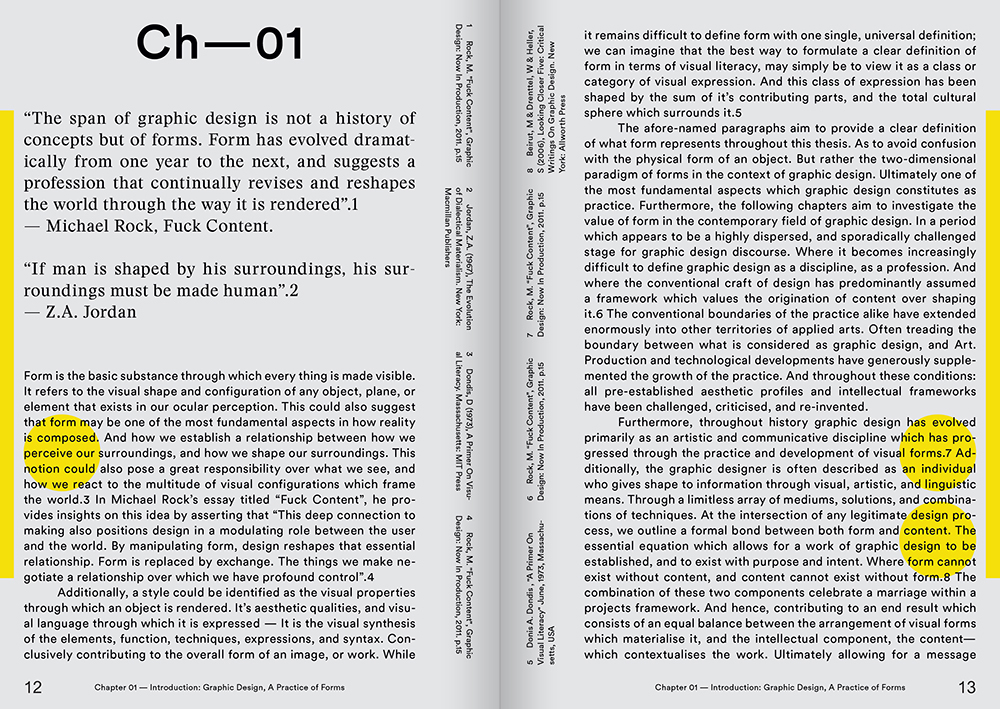 Ch—01
“The span of graphic design is not a history of
concepts but of forms. Form has evolved dramat-
ically from one year to the next, and suggests a
profession that continually revises and reshapes
the world through the way it is rendered”.1
— Michael Rock, Fuck Content.
“If man is shaped by his surroundings, his sur-
roundings must be made human”.2
— Z.A. Jordan
Form is the basic substance through which every thing is made visible.
It refers to the visual shape and configuration of any object, plane, or
element that exists in our ocular perception. This could also suggest
that form may be one of the most fundamental aspects in how reality
is composed. And how we establish a relationship between how we
perceive our surroundings, and how we shape our surroundings. This
notion could also pose a great responsibility over what we see, and
how we react to the multitude of visual configurations which frame
the world.3 In Michael Rock’s essay titled “Fuck Content”, he pro-
vides insights on this idea by asserting that “This deep connection to
making also positions design in a modulating role between the user
and the world. By manipulating form, design reshapes that essential
relationship. Form is replaced by exchange. The things we make ne-
gotiate a relationship over which we have profound control”.4
Additionally, a style could be identified as the visual properties
through which an object is rendered. It’s aesthetic qualities, and visu-
al language through which it is expressed — It is the visual synthesis
of the elements, function, techniques, expressions, and syntax. Con-
clusively contributing to the overall form of an image, or work. While
1 Rock, M. “Fuck Content”, Graphic
Design: Now In Production, 2011, p.15
2 Jordan, Z.A. (1967), The Evolution
of Dialectical Materialism. New York:
Macmillan Publishers
3 Dondis, D (1973), A Primer On Visu-
al Literacy. Massachusetts: MIT Press
4 Rock, M. “Fuck Content”, Graphic
Design: Now In Production, 2011, p.15
12
Chapter 01 — Introduction: Graphic Design, A Practice of Forms
5 Donis A. Dondis , “A Primer On
Visual Literacy” June, 1973, Massachu-
setts, USA
6 Rock, M. “Fuck Content”, Graphic
Design: Now In Production, 2011, p.15
7 Rock, M. “Fuck Content”, Graphic
Design: Now In Production, 2011, p.15
8 Beirut, M & Drenttel, W & Heller,
S (2006), Looking Closer Five: Critical
Writings On Graphic Design. New
York: Allworth Press
it remains difficult to define form with one single, universal definition;
we can imagine that the best way to formulate a clear definition of
form in terms of visual literacy, may simply be to view it as a class or
category of visual expression. And this class of expression has been
shaped by the sum of it’s contributing parts, and the total cultural
sphere which surrounds it.5
The afore-named paragraphs aim to provide a clear definition
of what form represents throughout this thesis. As to avoid confusion
with the physical form of an object. But rather the two-dimensional
paradigm of forms in the context of graphic design. Ultimately one of
the most fundamental aspects which graphic design constitutes as
practice. Furthermore, the following chapters aim to investigate the
value of form in the contemporary field of graphic design. In a period
which appears to be a highly dispersed, and sporadically challenged
stage for graphic design discourse. Where it becomes increasingly
difficult to define graphic design as a discipline, as a profession. And
where the conventional craft of design has predominantly assumed
a framework which values the origination of content over shaping
it.6 The conventional boundaries of the practice alike have extended
enormously into other territories of applied arts. Often treading the
boundary between what is considered as graphic design, and Art.
Production and technological developments have generously supple-
mented the growth of the practice. And throughout these conditions:
all pre-established aesthetic profiles and intellectual frameworks
have been challenged, criticised, and re-invented.
Furthermore, throughout history graphic design has evolved
primarily as an artistic and communicative discipline which has pro-
gressed through the practice and development of visual forms.7 Ad-
ditionally, the graphic designer is often described as an individual
who gives shape to information through visual, artistic, and linguistic
means. Through a limitless array of mediums, solutions, and combina-
tions of techniques. At the intersection of any legitimate design pro-
cess, we outline a formal bond between both form and content. The
essential equation which allows for a work of graphic design to be
established, and to exist with purpose and intent. Where form cannot
exist without content, and content cannot exist without form.8 The
combination of these two components celebrate a marriage within a
projects framework. And hence, contributing to an end result which
consists of an equal balance between the arrangement of visual forms
which materialise it, and the intellectual component, the content—
which contextualises the work. Ultimately allowing for a message
Chapter 01 — Introduction: Graphic Design, A Practice of Forms
13